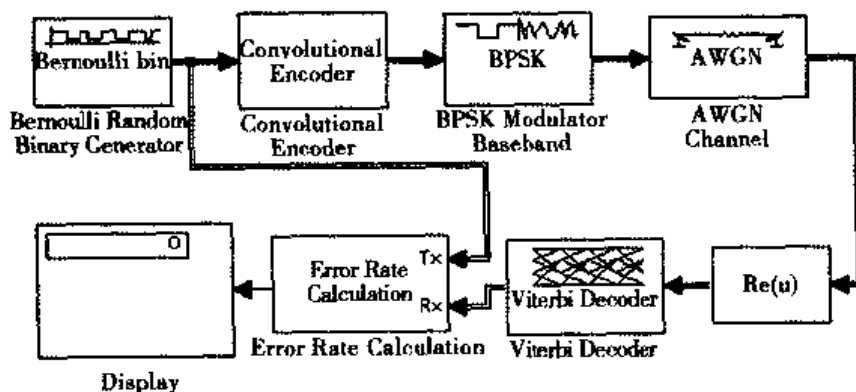 Bernoulli bin
Bernoulli Random
Binary Generator
Convolutional
Encoder
Convolutional
Encoder
BPSK
BPSK Modulator
Baseband
AWGN
AWGN
Channel
0
Display
Error Rate
Calculation
Tx
Rx
Error Rate Calculation
Viterbi Decoder
Viterbi Decoder
Re(u)